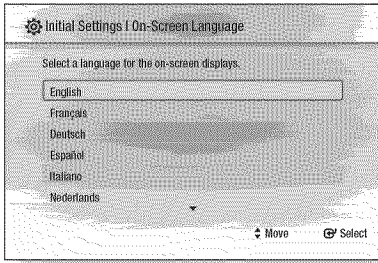 Initial Settings I On-Screen Language
Select a language for the on-screen displays.
English
Français
Deutsch
Español
Italiano
Nederlands
Move Select